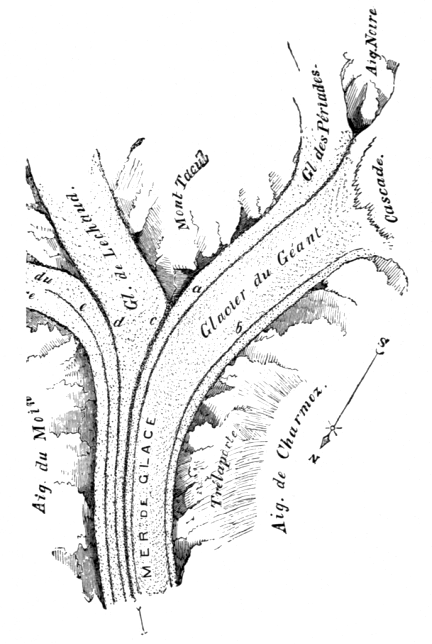 Aig. Noire
Gl. des Périades.
Cascade.
Mont Tacul
Gl. de Lechaud.
Glacier du Géant.
du
a
b
c
d
e
S
N
MER DE GLACE
Aig. du Moine
Trelaporte
Aig. de Charmoz.